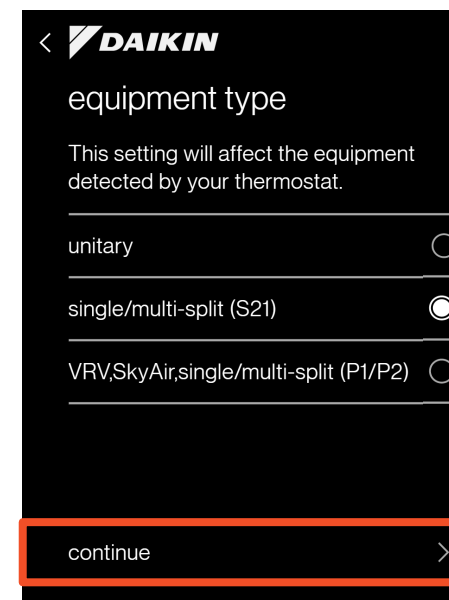 DAIKIN
equipment type
This setting will affect the equipment
detected by your thermostat.
unitary
single/multi-split (S21)
VRV,SkyAir,single/multi-split (P1/P2)
continue